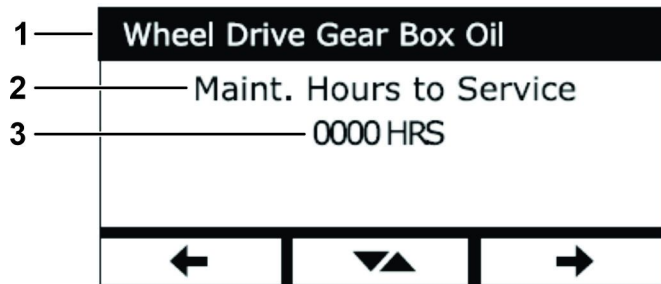 1 Wheel Drive Gear Box Oil
2 Maint. Hours to Service
3 0000 HRS